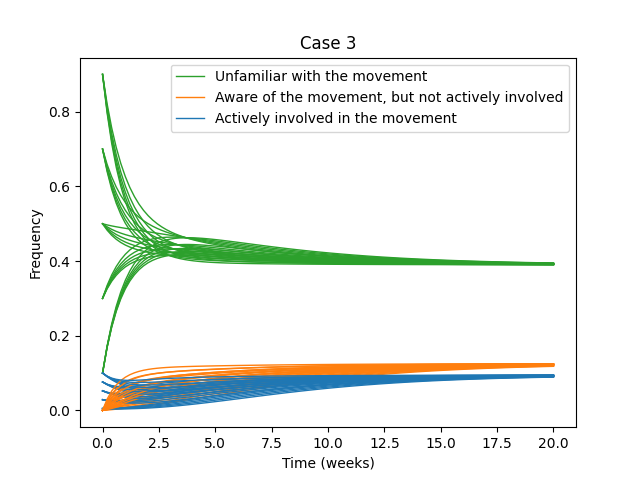 Case 3
Unfamiliar with the movement
Aware of the movement, but not actively involved
Actively involved in the movement
Frequency
0.8
0.6
0.4
0.2
0.0
0.0 2.5 5.0 7.5 10.0 12.5 15.0 17.5 20.0
Time (weeks)